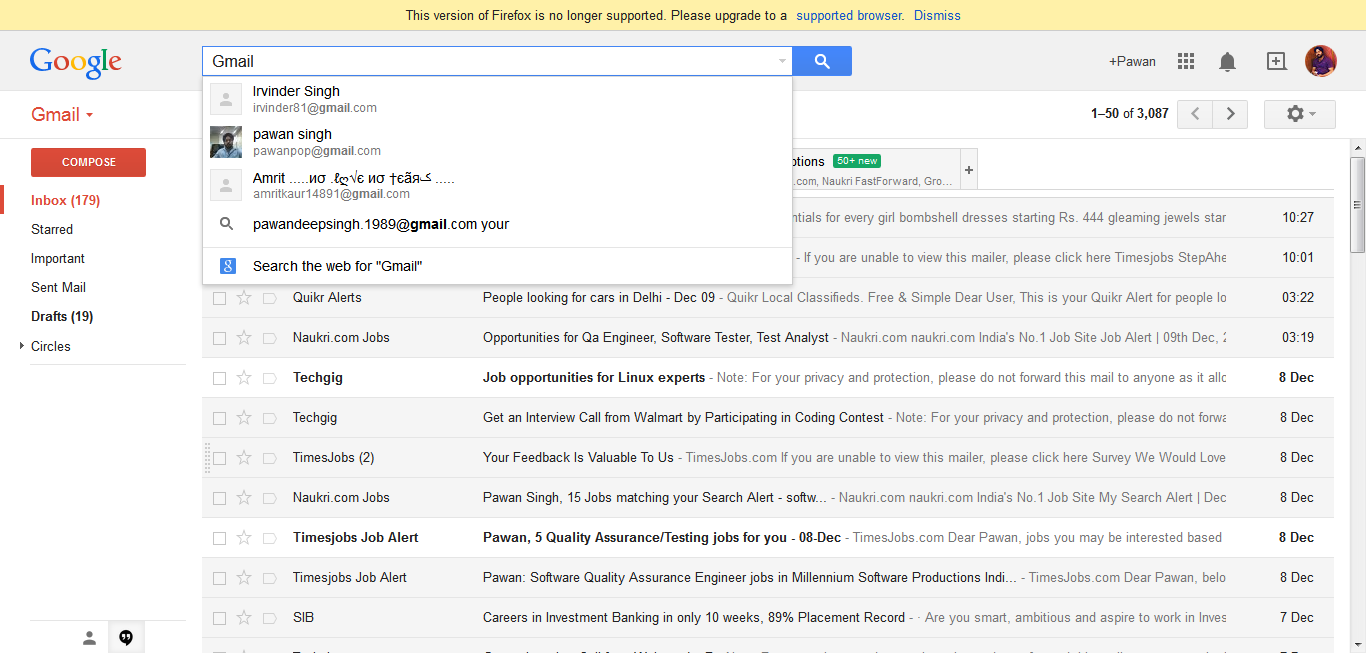 This version of Firefox is no longer supported. Please upgrade to a supported browser. Dismiss
Google
Gmail
+Pawan
Irvinder Singh
irvinder81@gmail.com
pawan singh
pawanpop@gmail.com
Amrit .....
amritkaur14891@gmail.com
pawandeepsingh.1989@gmail.com your
Search the web for "Gmail"
Gmail
1–50 of 3,087
COMPOSE
Inbox (179)
Starred
Important
Sent Mail
Drafts (19)
Circles
otions 50+ new
.com, Naukri FastForward, Gro...
+
ntials for every girl bombshell dresses starting Rs. 444 gleaming jewels star 10:27
- If you are unable to view this mailer, please click here Timesjobs StepAhe 10:01
Quikr Alerts People looking for cars in Delhi - Dec 09 - Quikr Local Classifieds. Free & Simple Dear User, This is your Quikr Alert for people lo 03:22
Naukri.com Jobs Opportunities for Qa Engineer, Software Tester, Test Analyst - Naukri.com naukri.com India's No.1 Job Site Job Alert | 09th Dec, 2 03:19
Techgig Job opportunities for Linux experts - Note: For your privacy and protection, please do not forward this mail to anyone as it allc 8 Dec
Techgig Get an Interview Call from Walmart by Participating in Coding Contest - Note: For your privacy and protection, please do not forwa 8 Dec
TimesJobs (2) Your Feedback Is Valuable To Us - TimesJobs.com If you are unable to view this mailer, please click here Survey We Would Love 8 Dec
Naukri.com Jobs Pawan Singh, 15 Jobs matching your Search Alert - softw... - Naukri.com naukri.com India's No.1 Job Site My Search Alert | Dec 8 Dec
Timesjobs Job Alert Pawan, 5 Quality Assurance/Testing jobs for you - 08-Dec - TimesJobs.com Dear Pawan, jobs you may be interested based 8 Dec
Timesjobs Job Alert Pawan: Software Quality Assurance Engineer jobs in Millennium Software Productions Indi... - TimesJobs.com Dear Pawan, belo 8 Dec
SIB Careers in Investment Banking in only 10 weeks, 89% Placement Record - · Are you smart, ambitious and aspire to work in Inves 7 Dec